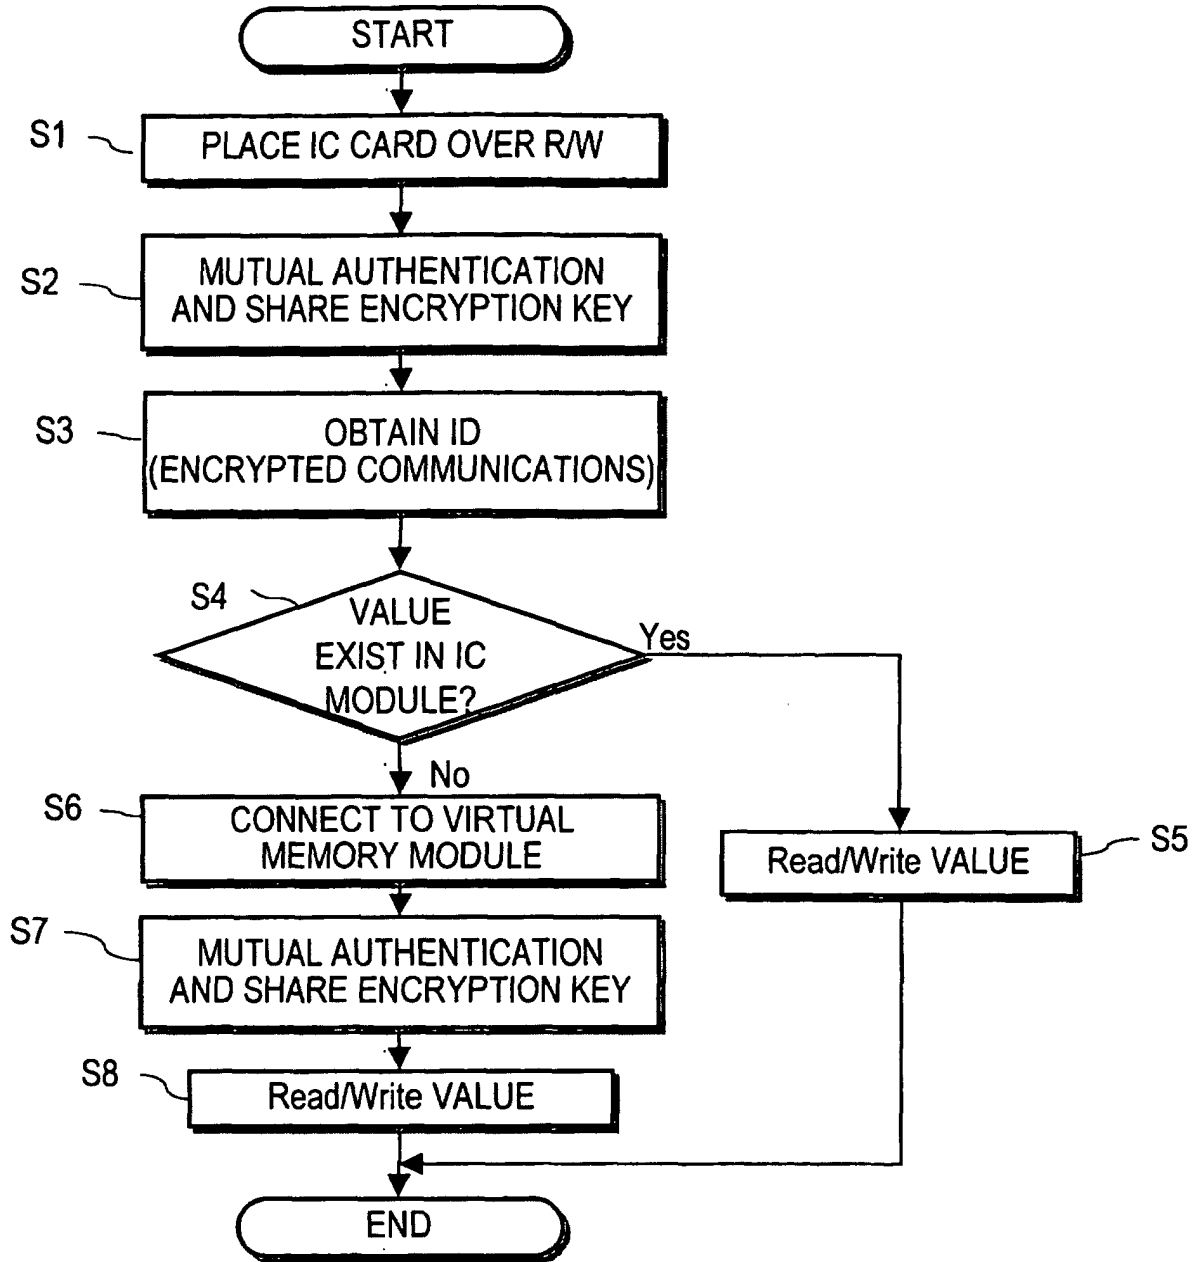 START
S1
PLACE IC CARD OVER R/W
S2
MUTUAL AUTHENTICATION
AND SHARE ENCRYPTION KEY
S3
OBTAIN ID
(ENCRYPTED COMMUNICATIONS)
S4
VALUE
EXIST IN IC
MODULE?
Yes
No
S6
CONNECT TO VIRTUAL
MEMORY MODULE
Read/Write VALUE
S5
S7
MUTUAL AUTHENTICATION
AND SHARE ENCRYPTION KEY
S8
Read/Write VALUE
END